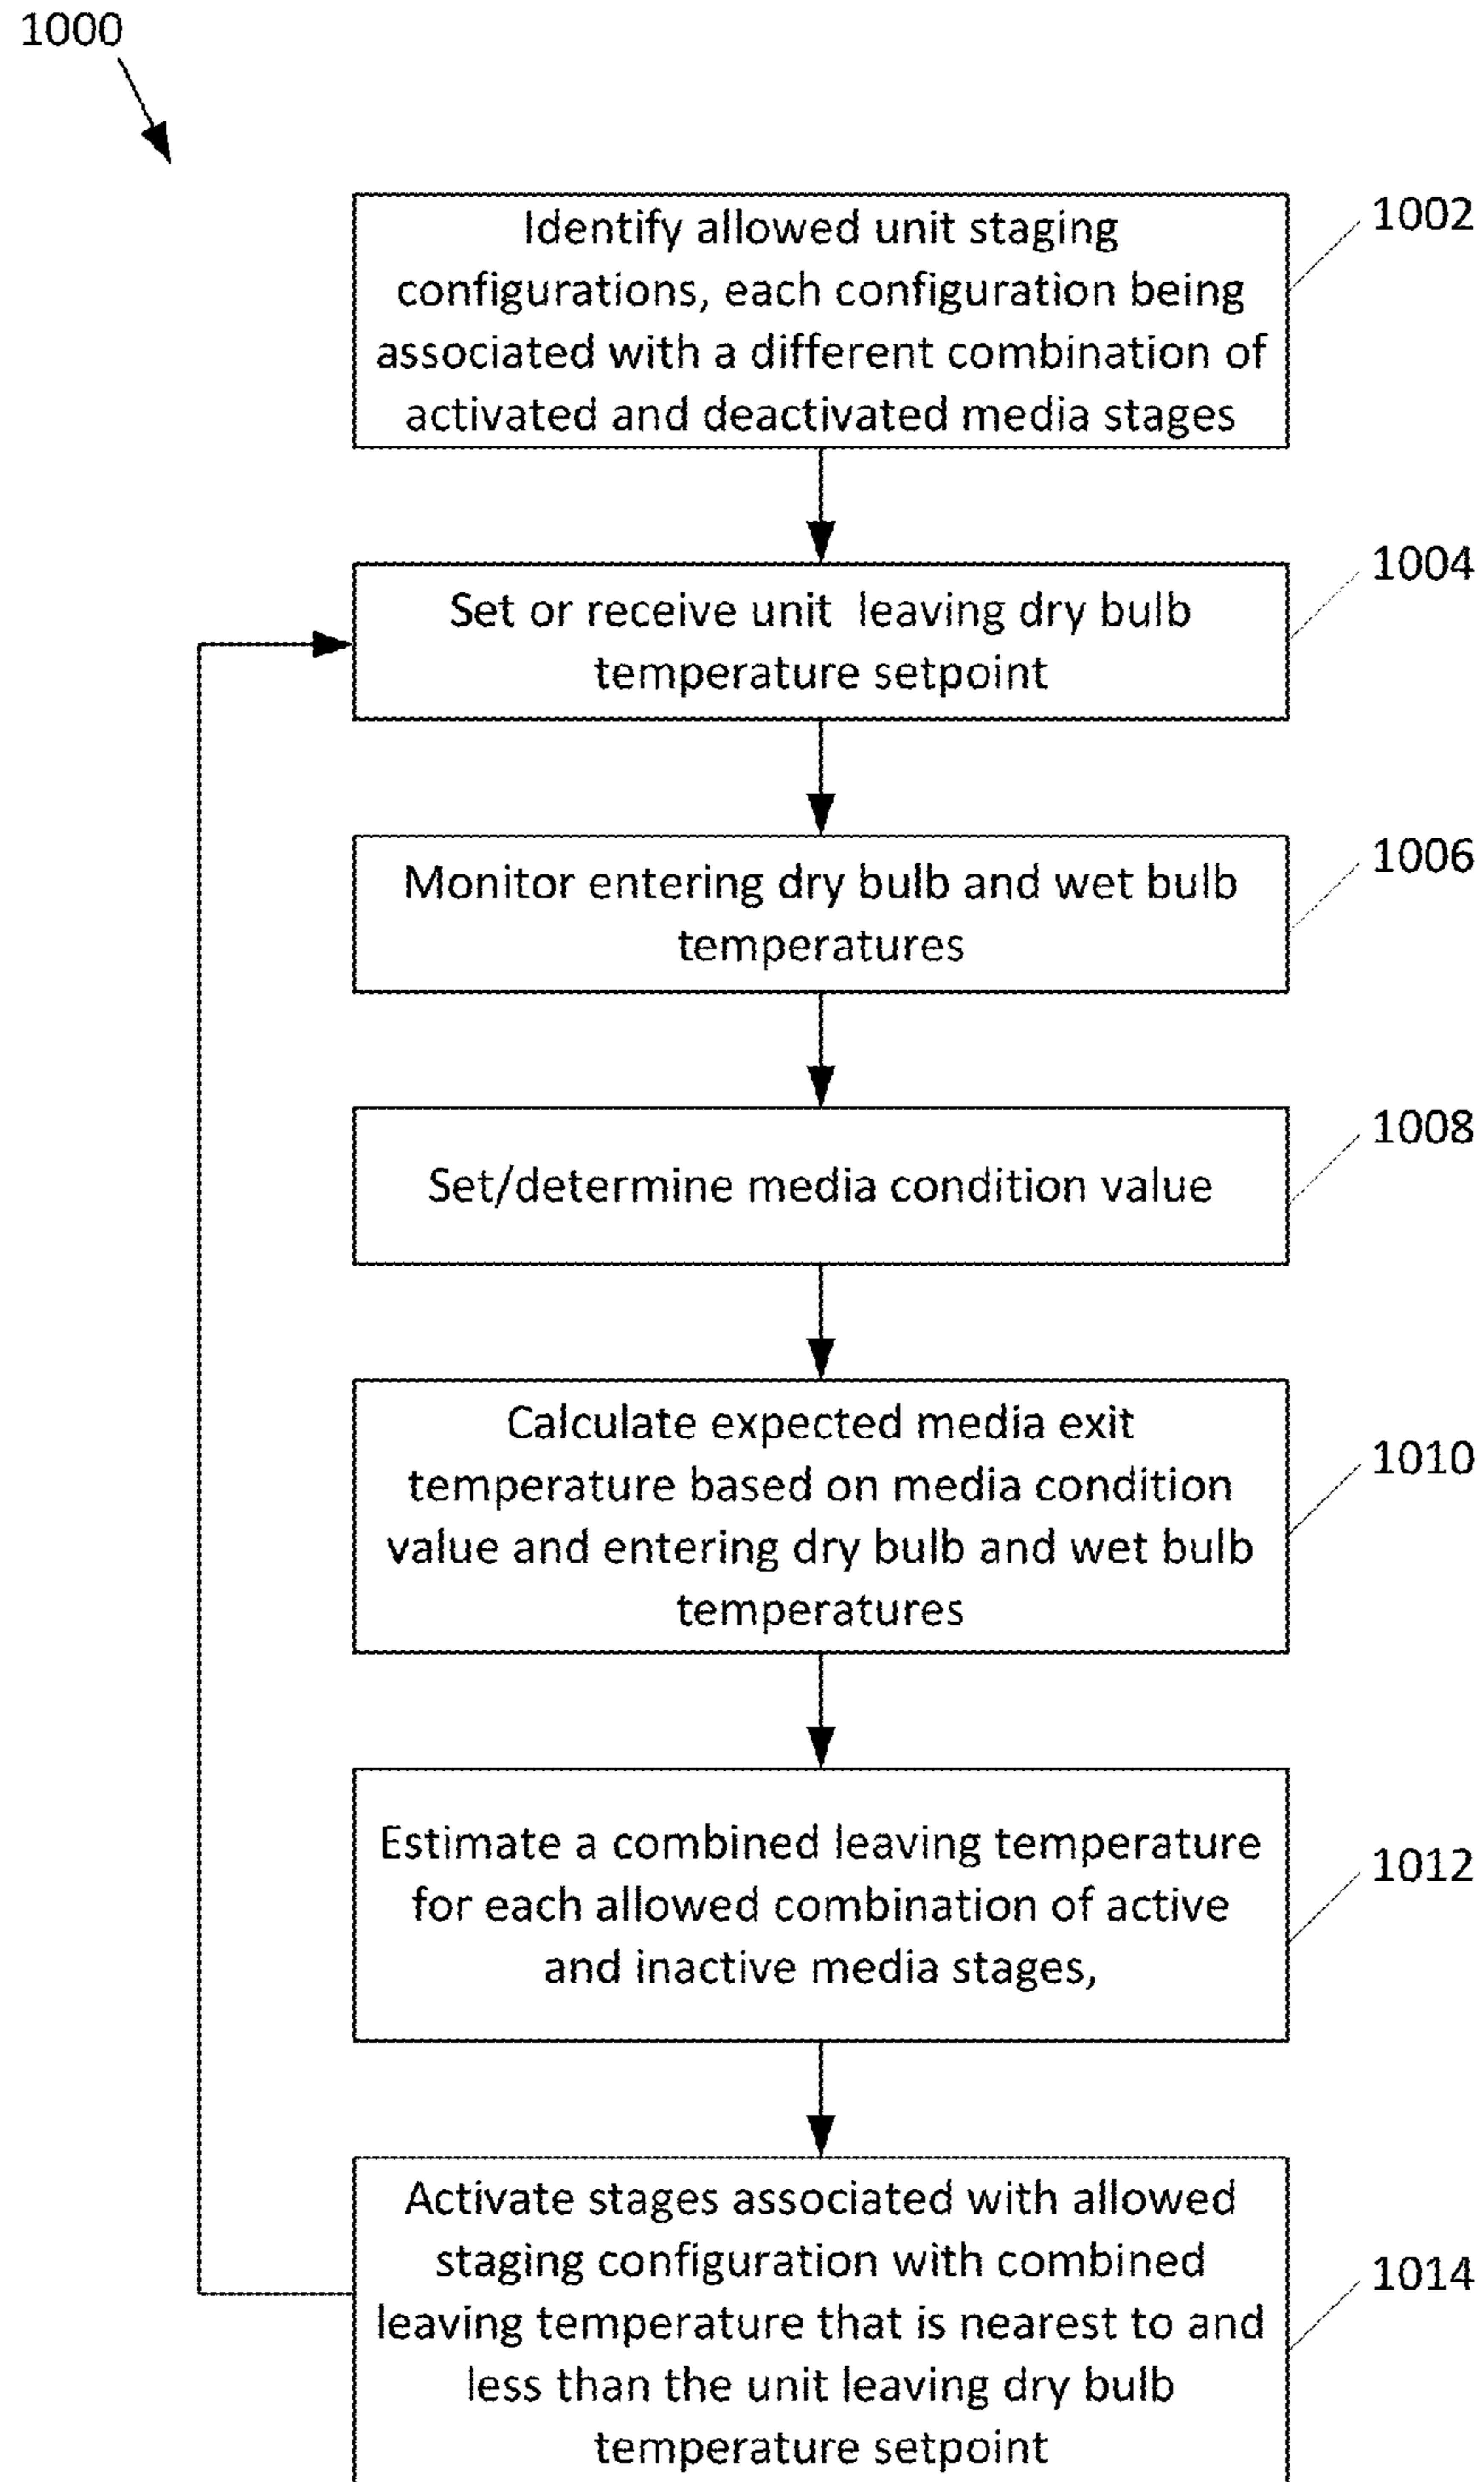 1000
Identify allowed unit staging
configurations, each configuration being
associated with a different combination of
activated and deactivated media stages
1002
Set or receive unit leaving dry bulb
temperature setpoint
1004
Monitor entering dry bulb and wet bulb
temperatures
1006
Set/determine media condition value
1008
Calculate expected media exit
temperature based on media condition
value and entering dry bulb and wet bulb
temperatures
1010
Estimate a combined leaving temperature
for each allowed combination of active
and inactive media stages,
1012
Activate stages associated with allowed
staging configuration with combined
leaving temperature that is nearest to and
less than the unit leaving dry bulb
temperature setpoint
1014